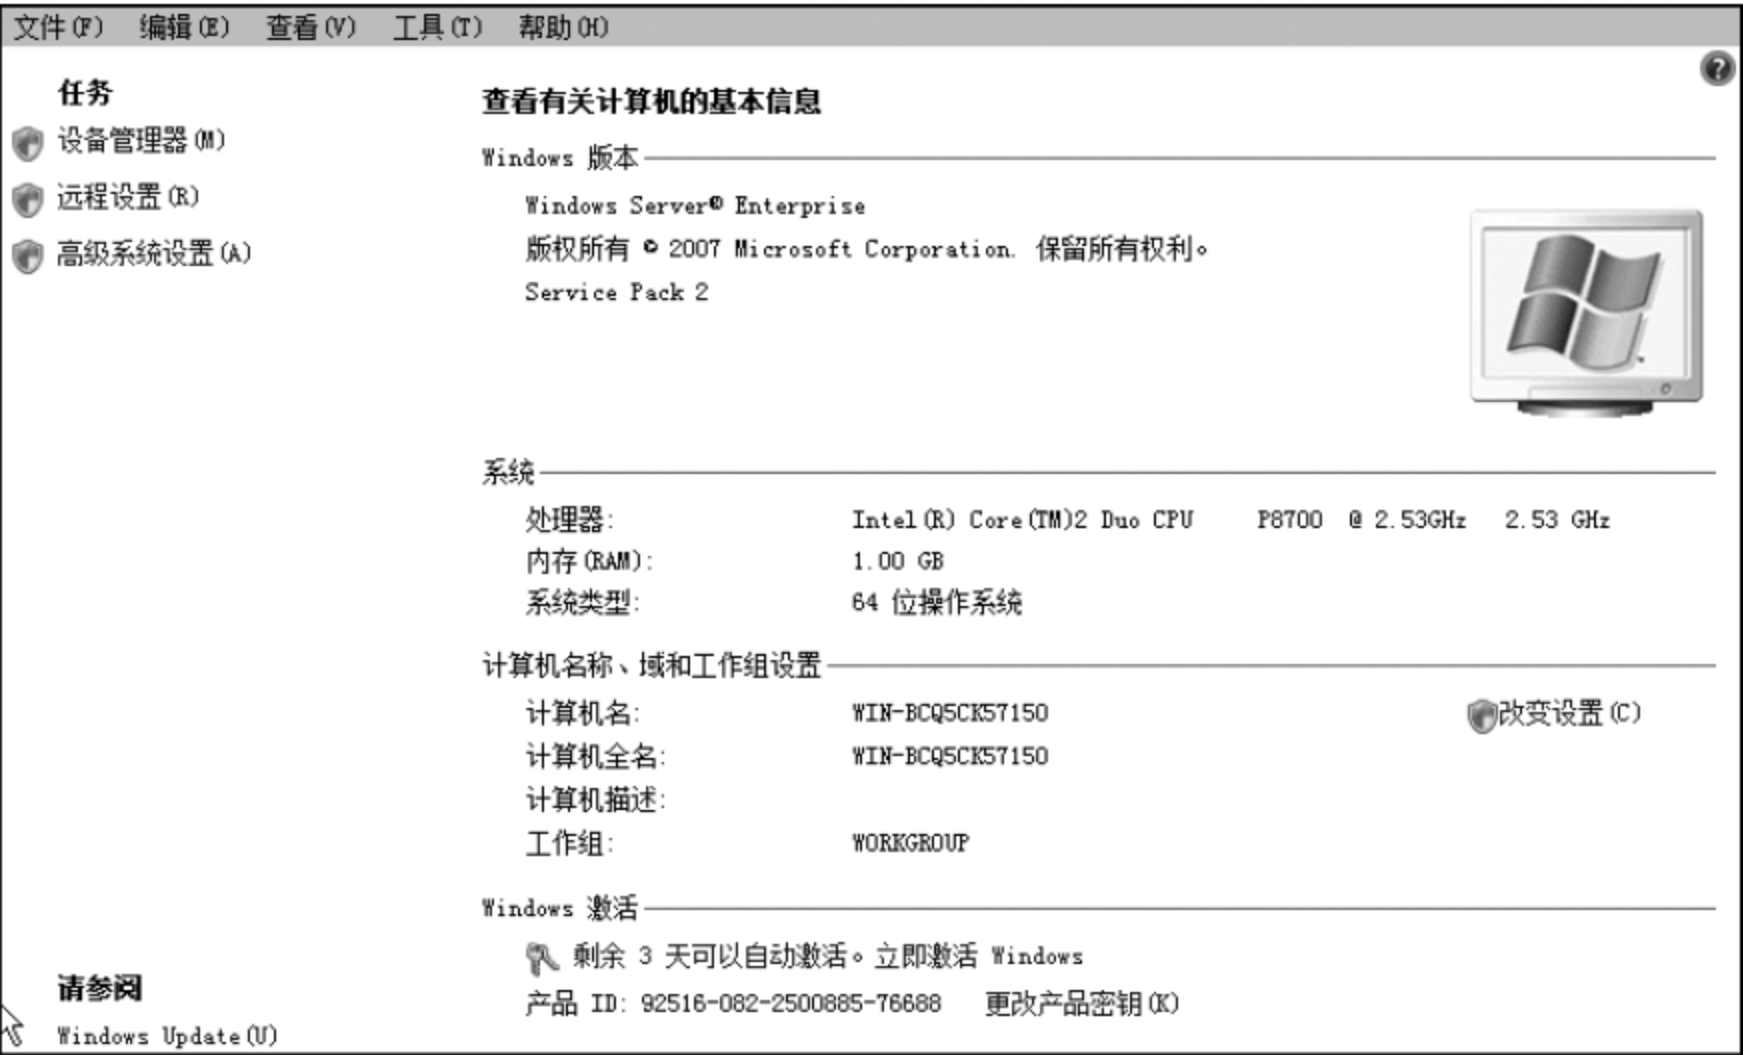 文件(F) 编辑(E) 查看(V) 工具(T) 帮助(H)
任务
设备管理器(M)
远程设置(R)
高级系统设置(A)
查看有关计算机的基本信息
Windows 版本
Windows Server® Enterprise
版权所有 © 2007 Microsoft Corporation. 保留所有权利。
Service Pack 2
系统
处理器: Intel(R) Core(TM)2 Duo CPU P8700 @ 2.53GHz 2.53 GHz
内存(RAM): 1.00 GB
系统类型: 64 位操作系统
计算机名称、域和工作组设置
计算机名: WIN-BCQ5CK57150 改变设置(C)
计算机全名: WIN-BCQ5CK57150
计算机描述:
工作组: WORKGROUP
Windows 激活
剩余 3 天可以自动激活。立即激活 Windows
产品 ID: 92516-082-2500885-76688 更改产品密钥(K)
请参阅
Windows Update(U)